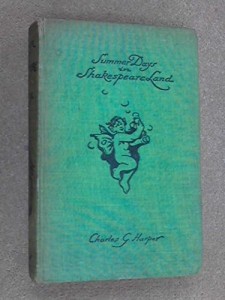 Summer Days
in
Shakespeare Land
Charles G Harper